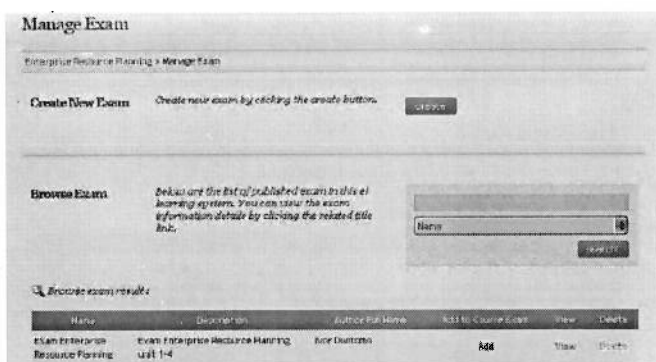 Manage Exam
Enterprise Resource Planning » Manage Exam
Create New Exam
Create new exam by clicking the create button.
Create
Browse Exam
Below are the list of published exam in this el
learning system. You can view the exam
information details by clicking the related title
link.
Name
Search
Browse exam results
Name Description Author Full Name Add to Course Exam View Delete
ESam Enterprise
Resource Planning
Exam Enterprise Resource Planning
unit 1-4
Add View Delete